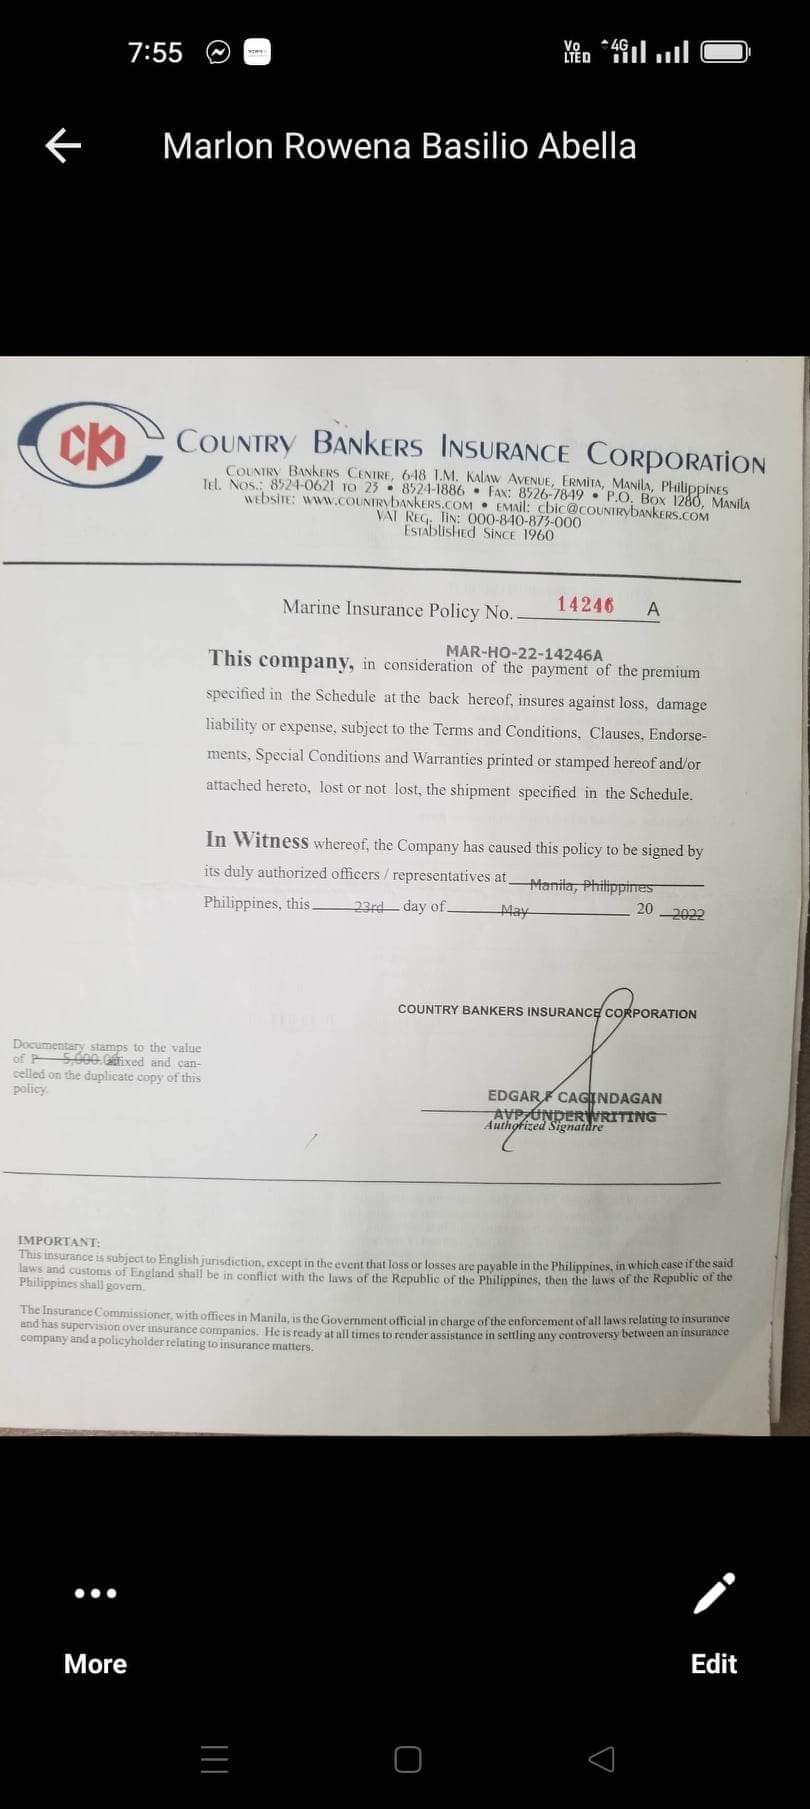 7:55
Vo LTED 4G
Marlon Rowena Basilio Abella
CKI
COUNTRY BANKERS INSURANCE CORPORATION
COUNTRY BANKERS CENTRE, 648 T.M. KALAW AVENUE, ERMITA, MANILA, PHILIPPINES
TEL. NOS.: 8524-0621 TO 23 • 8524-1886 • FAX: 8526-7849 • P.O. BOX 1280, MANILA
WEBSITE: WWW.COUNTRYBANKERS.COM • EMAIL: cbic@COUNTRYBANKERS.COM
VAT REG. TIN: 000-840-873-000
ESTABLISHED SINCE 1960
Marine Insurance Policy No. 14246 A
MAR-HO-22-14246A
This company, in consideration of the payment of the premium
specified in the Schedule at the back hereof, insures against loss, damage
liability or expense, subject to the Terms and Conditions, Clauses, Endorse-
ments, Special Conditions and Warranties printed or stamped hereof and/or
attached hereto, lost or not lost, the shipment specified in the Schedule.
In Witness whereof, the Company has caused this policy to be signed by
its duly authorized officers / representatives at Manila, Philippines
Philippines, this 23rd day of May 20 2022
COUNTRY BANKERS INSURANCE CORPORATION
Documentary stamps to the value
of P 5,000.00 affixed and can-
celled on the duplicate copy of this
policy.
EDGAR F CAGINDAGAN
AVP-UNDERWRITING
Authorized Signature
IMPORTANT:
This insurance is subject to English jurisdiction, except in the event that loss or losses are payable in the Philippines, in which case if the said
laws and customs of England shall be in conflict with the laws of the Republic of the Philippines, then the laws of the Republic of the
Philippines shall govern.
The Insurance Commissioner, with offices in Manila, is the Government official in charge of the enforcement of all laws relating to insurance
and has supervision over insurance companies. He is ready at all times to render assistance in settling any controversy between an insurance
company and a policyholder relating to insurance matters.
More
Edit